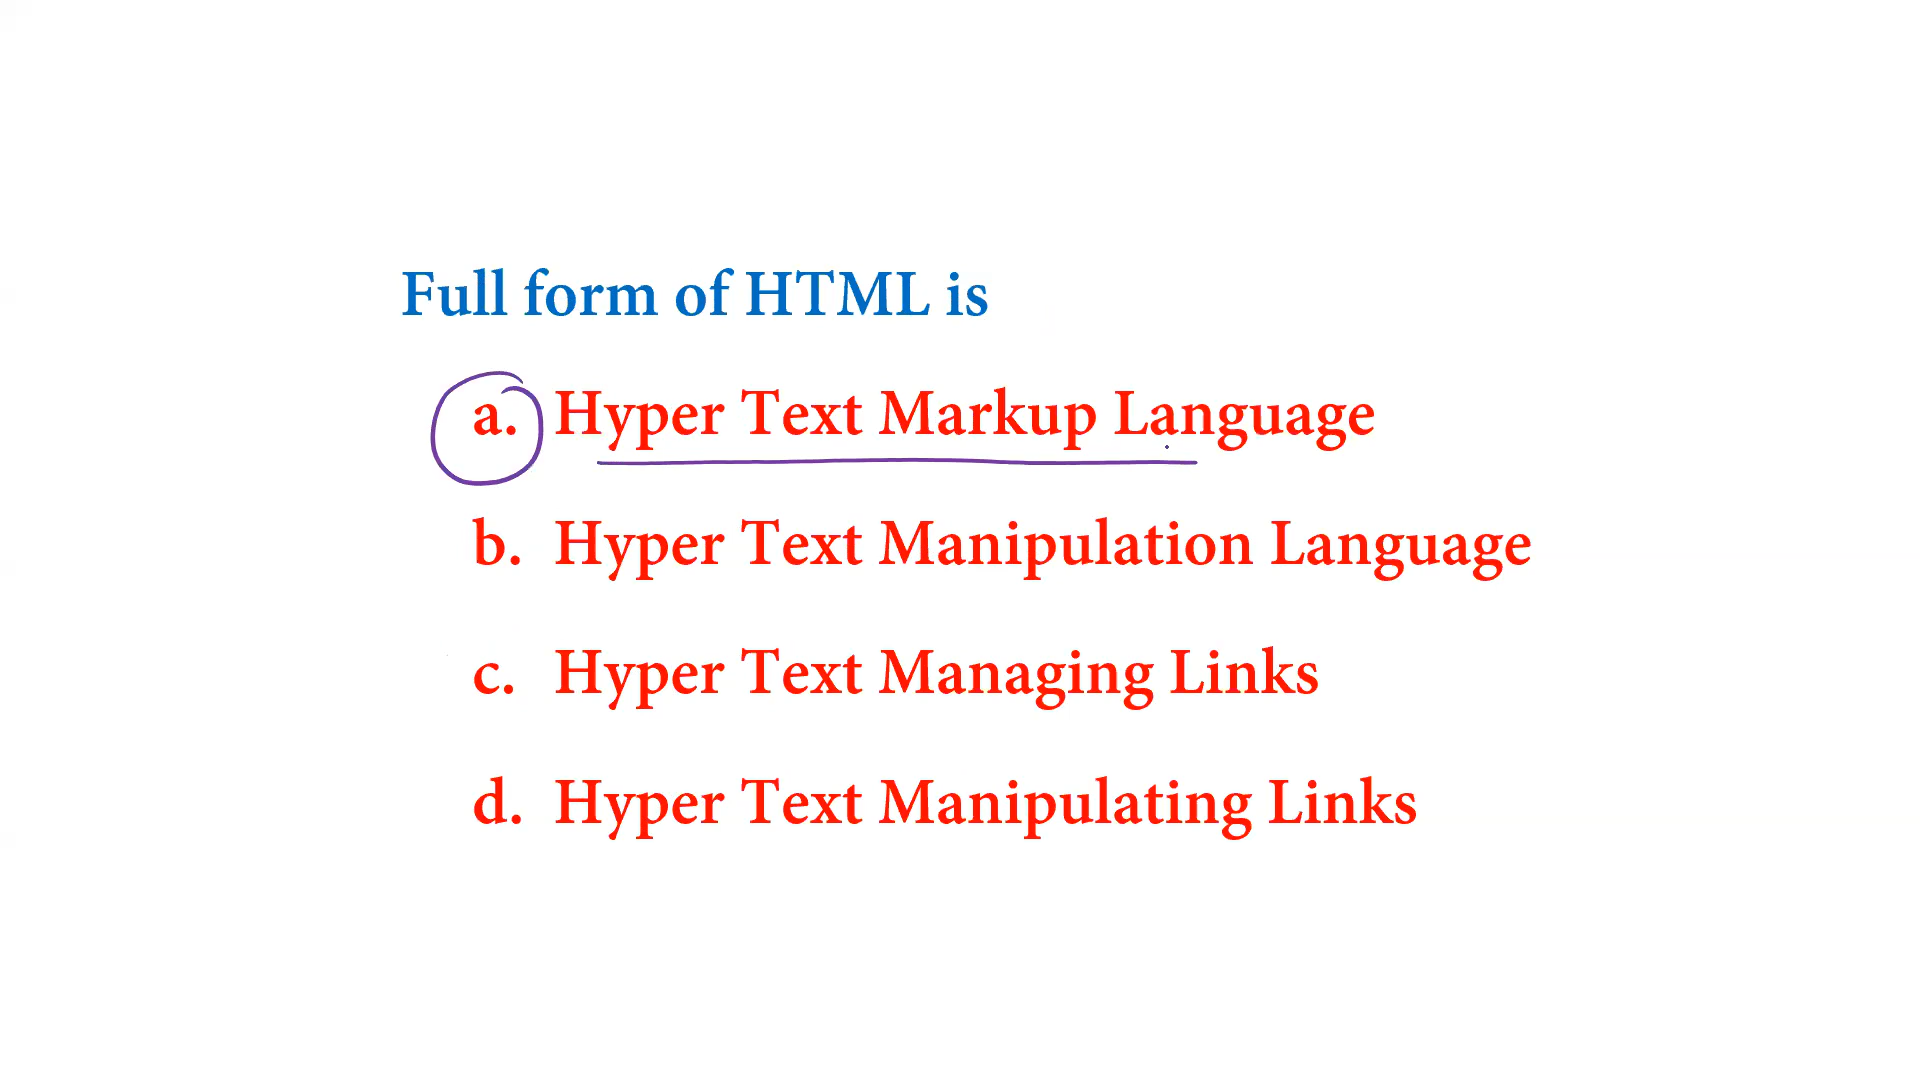 Full form of HTML is
a. Hyper Text Markup Language
b. Hyper Text Manipulation Language
c. Hyper Text Managing Links
d. Hyper Text Manipulating Links